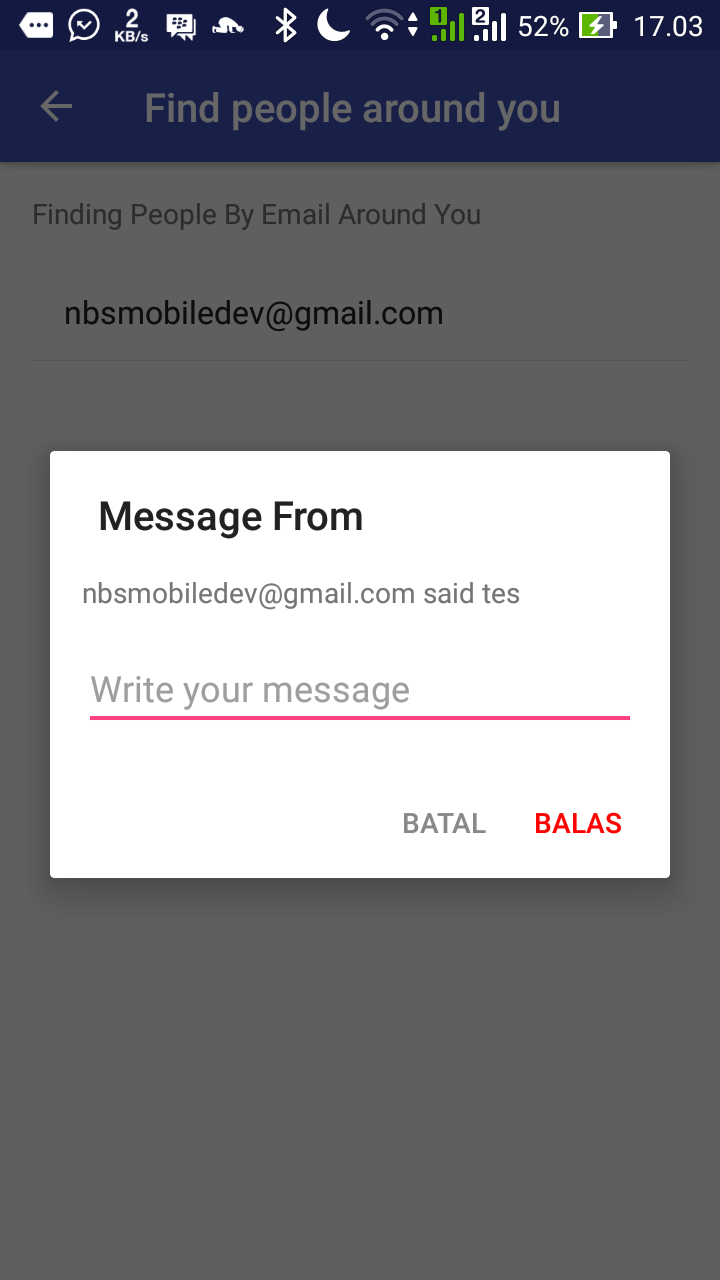 2
KB/s
1
2
52%
17.03
Find people around you
Finding People By Email Around You
nbsmobiledev@gmail.com
Message From
nbsmobiledev@gmail.com said tes
Write your message
BATAL BALAS